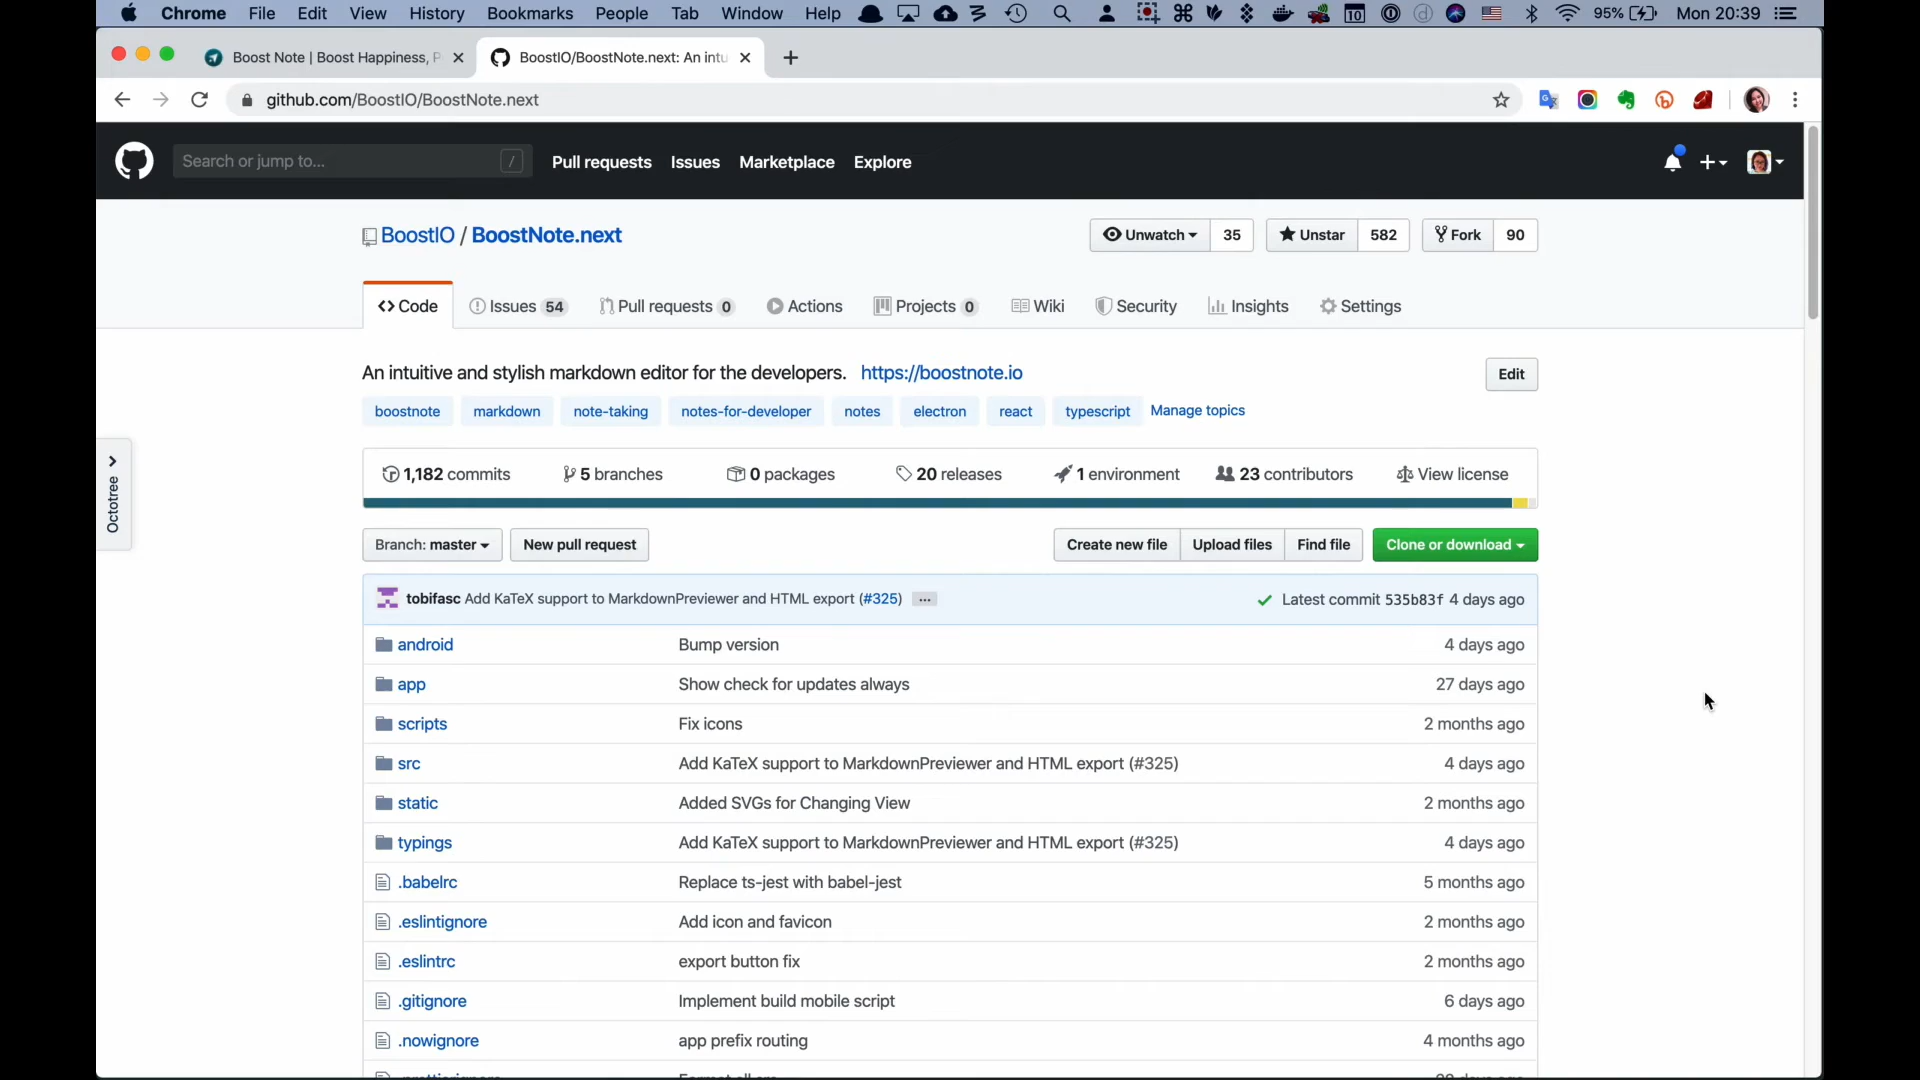 Chrome File Edit View History Bookmarks People Tab Window Help 10 95% Mon 20:39
Boost Note | Boost Happiness, P
BoostIO/BoostNote.next: An intu
github.com/BoostIO/BoostNote.next
Search or jump to... / Pull requests Issues Marketplace Explore
BoostIO / BoostNote.next
Unwatch 35 Unstar 582 Fork 90
Code Issues 54 Pull requests 0 Actions Projects 0 Wiki Security Insights Settings
An intuitive and stylish markdown editor for the developers. https://boostnote.io Edit
boostnote markdown note-taking notes-for-developer notes electron react typescript Manage topics
Octotree
1,182 commits 5 branches 0 packages 20 releases 1 environment 23 contributors View license
Branch: master New pull request Create new file Upload files Find file Clone or download
tobifasc Add KaTeX support to MarkdownPreviewer and HTML export (#325) ... Latest commit 535b83f 4 days ago
android Bump version 4 days ago
app Show check for updates always 27 days ago
scripts Fix icons 2 months ago
src Add KaTeX support to MarkdownPreviewer and HTML export (#325) 4 days ago
static Added SVGs for Changing View 2 months ago
typings Add KaTeX support to MarkdownPreviewer and HTML export (#325) 4 days ago
.babelrc Replace ts-jest with babel-jest 5 months ago
.eslintignore Add icon and favicon 2 months ago
.eslintrc export button fix 2 months ago
.gitignore Implement build mobile script 6 days ago
.nowignore app prefix routing 4 months ago